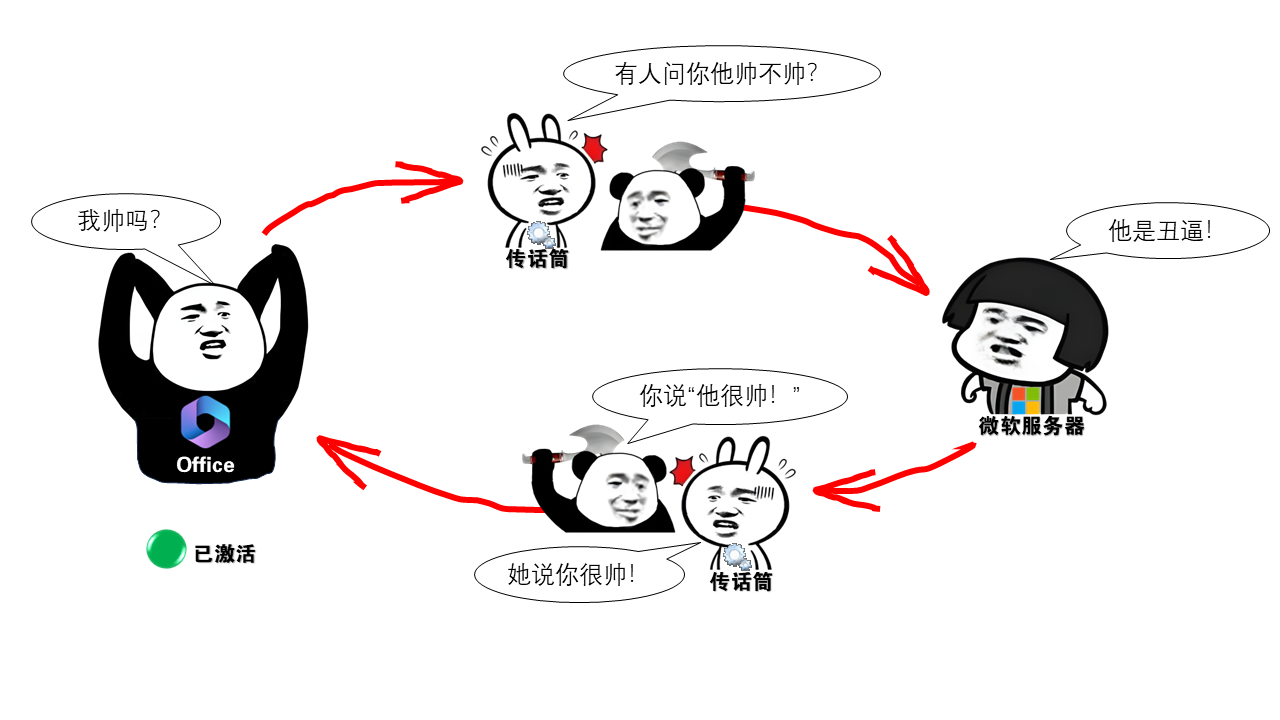 有人问你他帅不帅？
我帅吗？
他是丑逼！
传话筒
你说“他很帅！”
微软服务器
Office
已激活
她说你很帅！
传话筒